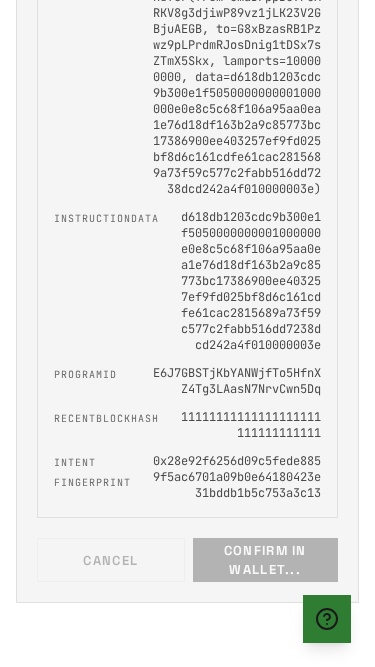 RKV8g3djiwP89vz1jLK23V2G
BjuAEGB, to=G8xBzasRB1Pz
wz9pLPrdmRJosDnig1tDSx7s
ZTmX5Skx, lamports=10000
0000, data=d618db1203cdc
9b300e1f5050000000001000
000e0e8c5c68f106a95aa0ea
1e76d18df163b2a9c85773bc
17386900ee403257ef9fd025
bf8d6c161cdfe61cac281568
9a73f59c577c2fabb516dd72
38dcd242a4f010000003e)
INSTRUCTIONDATA d618db1203cdc9b300e1
f5050000000001000000
e0e8c5c68f106a95aa0e
a1e76d18df163b2a9c85
773bc17386900ee40325
7ef9fd025bf8d6c161cd
fe61cac2815689a73f59
c577c2fabb516dd7238d
cd242a4f010000003e
PROGRAMID E6J7GBSTjKbYANWjfTo5HfnX
Z4Tg3LAasN7NrvCwn5Dq
RECENTBLOCKHASH 11111111111111111111
111111111111
INTENT 0x28e92f6256d09c5fede885
FINGERPRINT 9f5ac6701a09b0e64180423e
31bddb1b5c753a3c13
CANCEL
CONFIRM IN
WALLET...